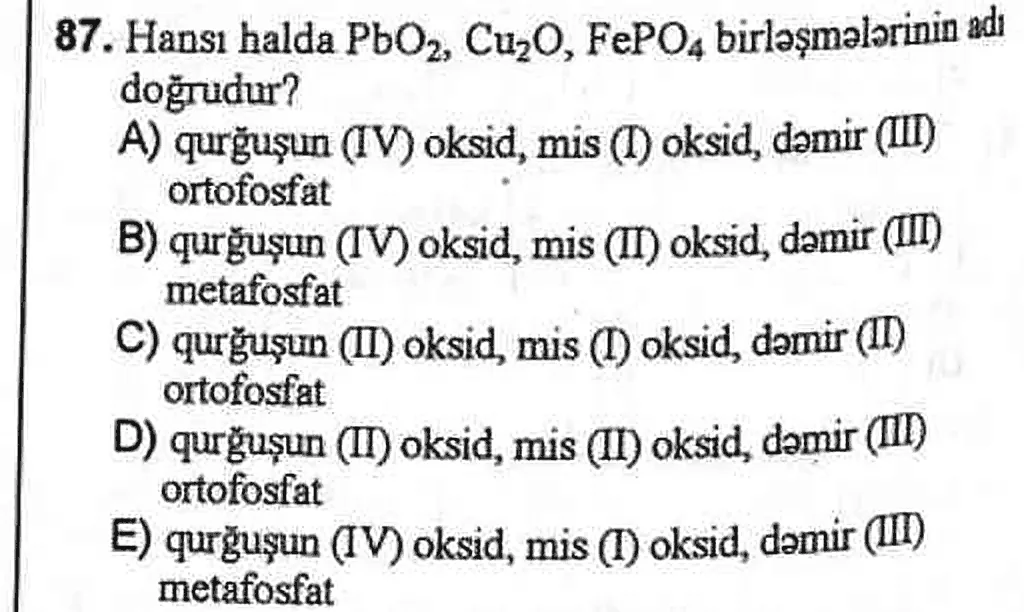 87. Hansı halda PbO₂, Cu₂O, FePO₄ birləşmələrinin adı
doğrudur?
A) qurğuşun (IV) oksid, mis (I) oksid, dəmir (III)
ortofosfat
B) qurğuşun (IV) oksid, mis (II) oksid, dəmir (III)
metafosfat
C) qurğuşun (II) oksid, mis (I) oksid, dəmir (II)
ortofosfat
D) qurğuşun (II) oksid, mis (II) oksid, dəmir (III)
ortofosfat
E) qurğuşun (IV) oksid, mis (I) oksid, dəmir (III)
metafosfat